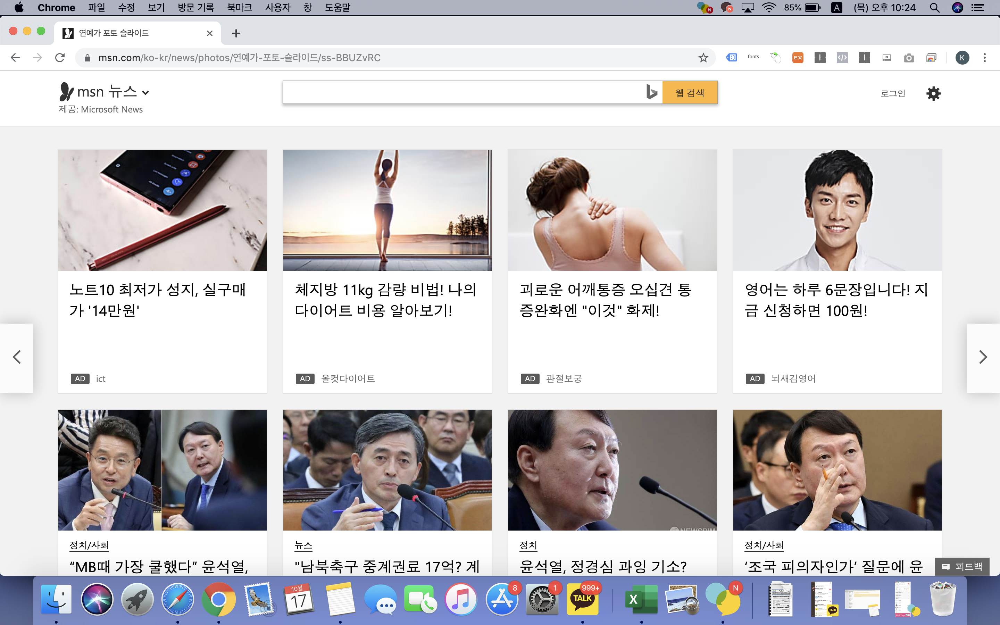 Chrome 파일 수정 보기 방문 기록 북마크 사용자 창 도움말
N N 85% A (목) 오후 10:24
연예가 포토 슬라이드
msn.com/ko-kr/news/photos/연예가-포토-슬라이드/ss-BBUZvRC
fonts EX K
msn 뉴스
제공: Microsoft News
웹 검색
로그인
노트10 최저가 성지, 실구매
가 '14만원'
AD ict
체지방 11kg 감량 비법! 나의
다이어트 비용 알아보기!
AD 올컷다이어트
괴로운 어깨통증 오십견 통
증완화엔 "이것" 화제!
AD 관절보궁
영어는 하루 6문장입니다! 지
금 신청하면 100원!
AD 뇌새김영어
정치/사회
“MB때 가장 쿨했다” 윤석열,
뉴스
"남북축구 중계권료 17억? 계
NEWSPIM
정치
윤석열, 정경심 과잉 기소?
정치/사회
‘조국 피의자인가’ 질문에 윤
피드백
10월
17
8
1
999+
TALK
X
N
TALK